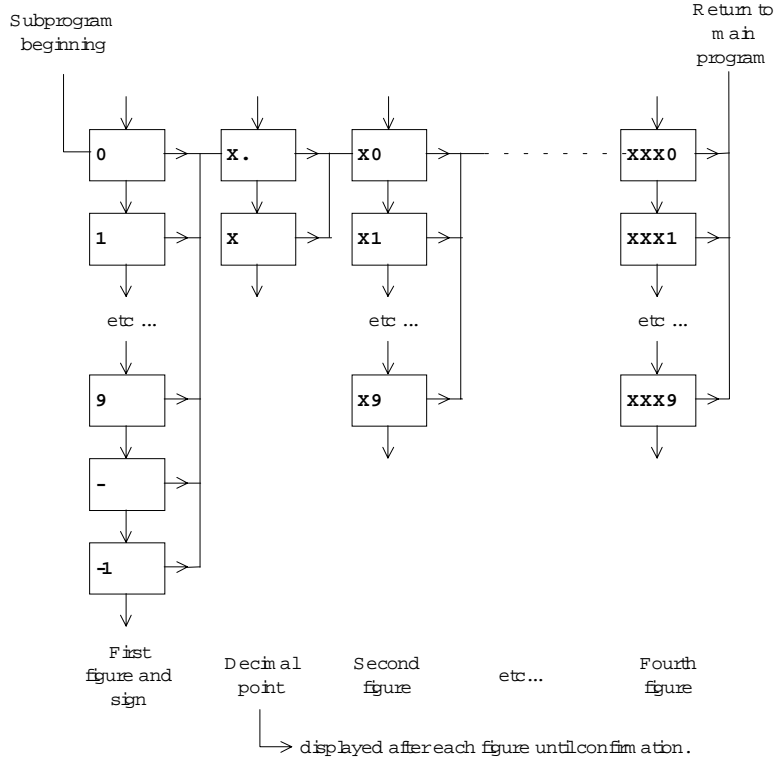 Subprogram
beginning
Return to
main
program
0
X.
X0
XXX0
1
X
X1
XXX1
etc ...
etc ...
etc ...
9
X9
XXX9
-
-1
First
figure and
sign
Decimal
point
Second
figure
etc...
Fourth
figure
displayed after each figure until confirmation.